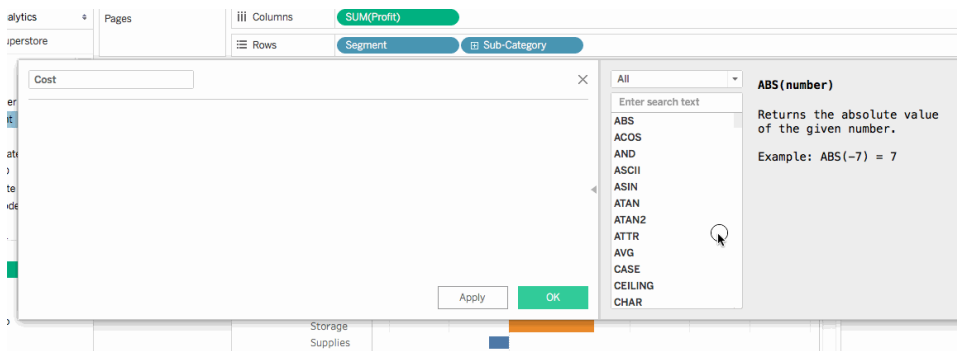 alytics
Pages
Columns
SUM(Profit)
uperstore
Rows
Segment
Sub-Category
Cost
All
Enter search text
ABS
ACOS
AND
ASCII
ASIN
ATAN
ATAN2
ATTR
AVG
CASE
CEILING
CHAR
ABS(number)
Returns the absolute value
of the given number.
Example: ABS(-7) = 7
Apply
OK
Storage
Supplies